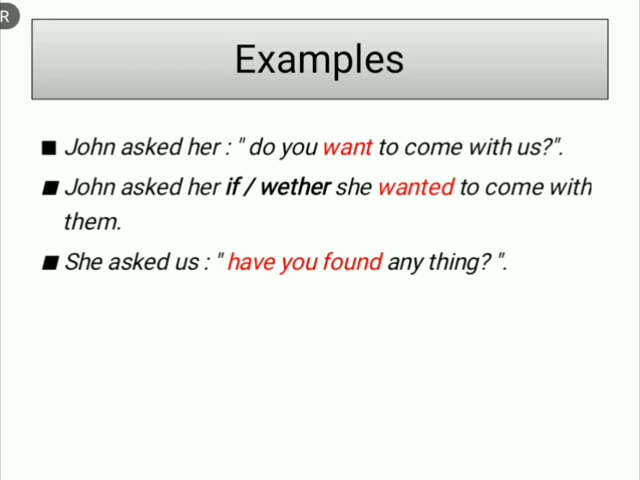 R
Examples
John asked her : " do you want to come with us?".
John asked her if / wether she wanted to come with
them.
She asked us : " have you found any thing? ".